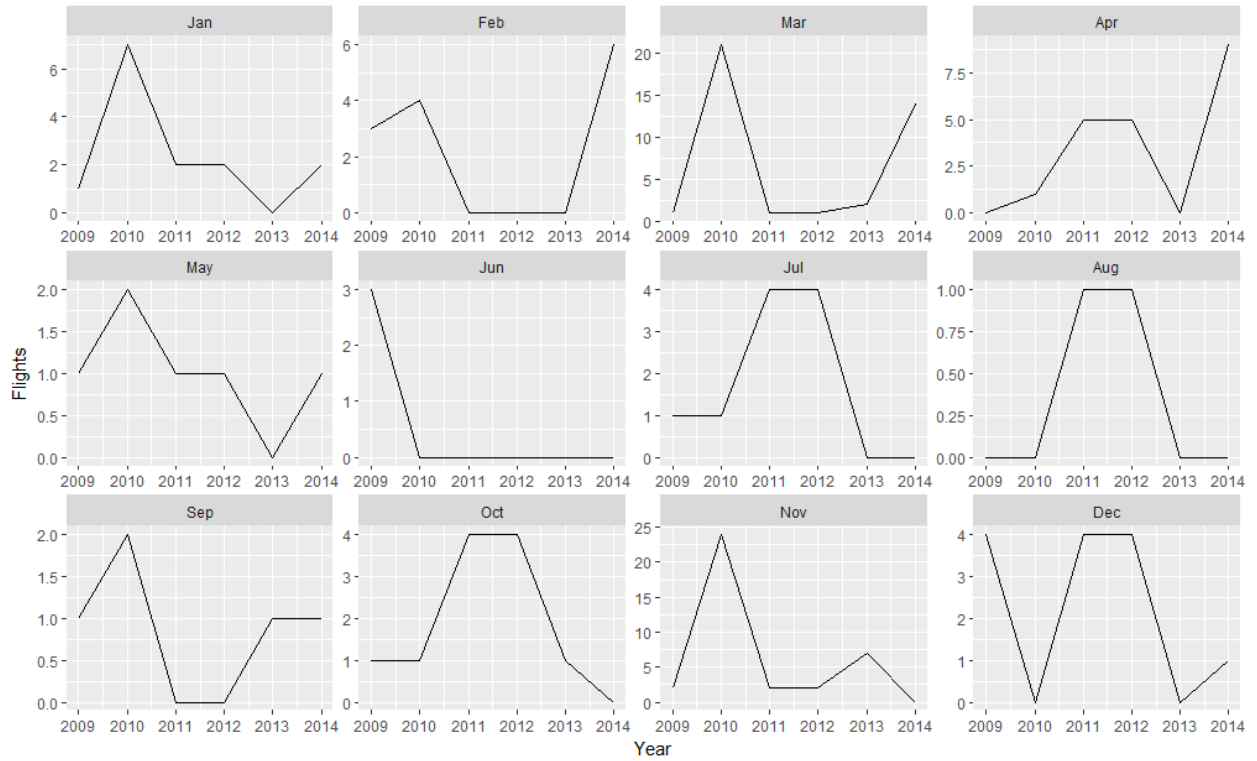 Jan Feb Mar Apr
6 4 2 0
6 4 2 0
20 15 10 5 0
7.5 5.0 2.5 0.0
2009 2010 2011 2012 2013 2014 2009 2010 2011 2012 2013 2014 2009 2010 2011 2012 2013 2014 2009 2010 2011 2012 2013 2014
May Jun Jul Aug
2.0 1.5 1.0 0.5 0.0
3 2 1 0
4 3 2 1 0
1.00 0.75 0.50 0.25 0.00
Flights
2009 2010 2011 2012 2013 2014 2009 2010 2011 2012 2013 2014 2009 2010 2011 2012 2013 2014 2009 2010 2011 2012 2013 2014
Sep Oct Nov Dec
2.0 1.5 1.0 0.5 0.0
4 3 2 1 0
25 20 15 10 5 0
4 3 2 1 0
2009 2010 2011 2012 2013 2014 2009 2010 2011 2012 2013 2014 2009 2010 2011 2012 2013 2014 2009 2010 2011 2012 2013 2014
Year